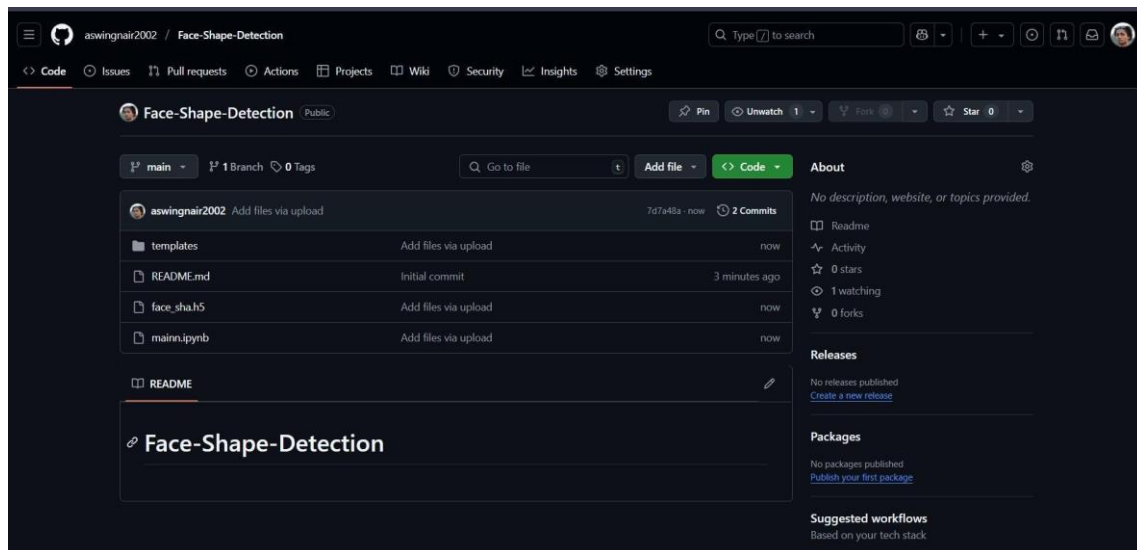 aswingnair2002 / Face-Shape-Detection
Type / to search
Code Issues Pull requests Actions Projects Wiki Security Insights Settings
Face-Shape-Detection Public
Pin Unwatch 1 Fork 0 Star 0
main 1 Branch 0 Tags
Go to file t
Add file Code
aswingnair2002 Add files via upload 7d7a48a · now 2 Commits
templates Add files via upload now
README.md Initial commit 3 minutes ago
face_sha.h5 Add files via upload now
mainn.ipynb Add files via upload now
README
Face-Shape-Detection
About
No description, website, or topics provided.
Readme
Activity
0 stars
1 watching
0 forks
Releases
No releases published
Create a new release
Packages
No packages published
Publish your first package
Suggested workflows
Based on your tech stack